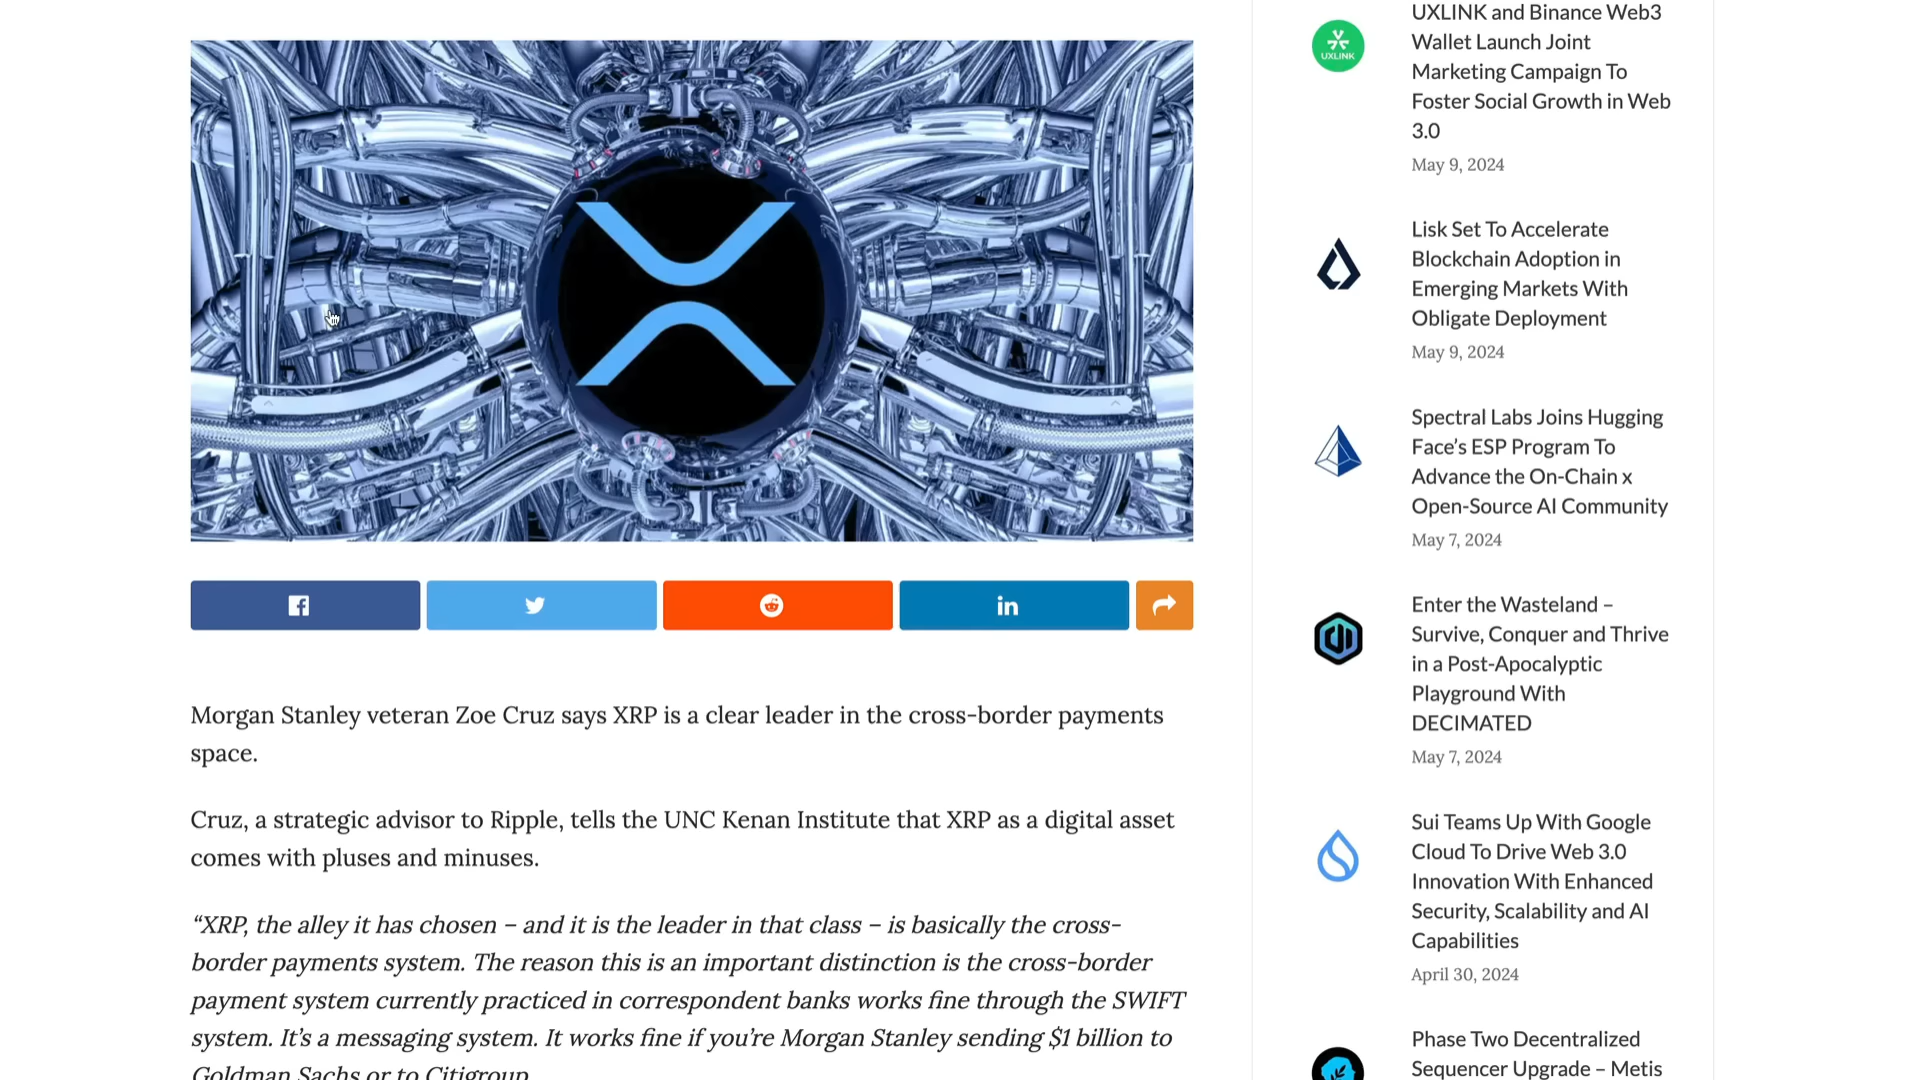 Morgan Stanley veteran Zoe Cruz says XRP is a clear leader in the cross-border payments
space.
Cruz, a strategic advisor to Ripple, tells the UNC Kenan Institute that XRP as a digital asset
comes with pluses and minuses.
“XRP, the alley it has chosen – and it is the leader in that class – is basically the cross-
border payments system. The reason this is an important distinction is the cross-border
payment system currently practiced in correspondent banks works fine through the SWIFT
system. It’s a messaging system. It works fine if you’re Morgan Stanley sending $1 billion to
Goldman Sachs or to Citigroup
UXLINK
UXLINK and Binance Web3
Wallet Launch Joint
Marketing Campaign To
Foster Social Growth in Web
3.0
May 9, 2024
Lisk Set To Accelerate
Blockchain Adoption in
Emerging Markets With
Obligate Deployment
May 9, 2024
Spectral Labs Joins Hugging
Face’s ESP Program To
Advance the On-Chain x
Open-Source AI Community
May 7, 2024
Enter the Wasteland –
Survive, Conquer and Thrive
in a Post-Apocalyptic
Playground With
DECIMATED
May 7, 2024
Sui Teams Up With Google
Cloud To Drive Web 3.0
Innovation With Enhanced
Security, Scalability and AI
Capabilities
April 30, 2024
Phase Two Decentralized
Sequencer Upgrade – Metis